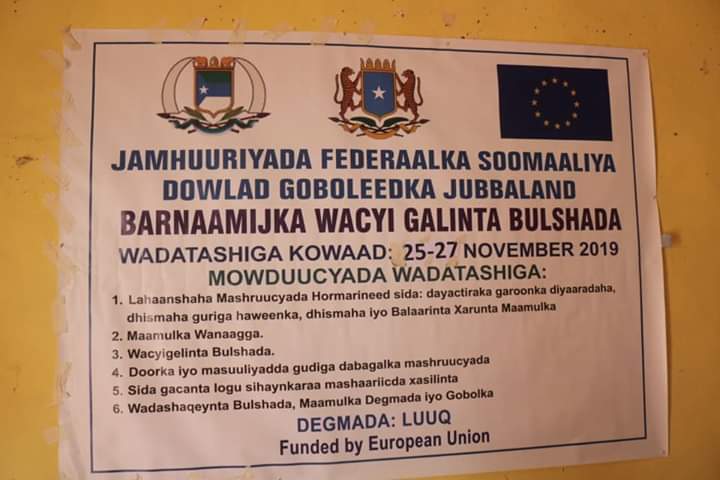 JAMHUURIYADA FEDERAALKA SOOMAALIYA
DOWLAD GOBOLEEDKA JUBBALAND
BARNAAMIJKA WACYI GALINTA BULSHADA
WADATASHIGA KOWAAD: 25-27 NOVEMBER 2019
MOWDUUCYADA WADATASHIGA:
1. Lahaanshaha Mashruucyada Hormarineed sida: dayactiraka garoonka diyaaradaha,
dhismaha guriga haweenka, dhismaha iyo Balaarinta Xarunta Maamulka
2. Maamulka Wanaagga.
3. Wacyigelinta Bulshada.
4. Doorka iyo masuuliyadda gudiga dabagalka mashruucyada
5. Sida gacanta logu sihaynkaraa mashaariicda xasilinta
6. Wadashaqeynta Bulshada, Maamulka Degmada iyo Gobolka
DEGMADA: LUUQ
Funded by European Union